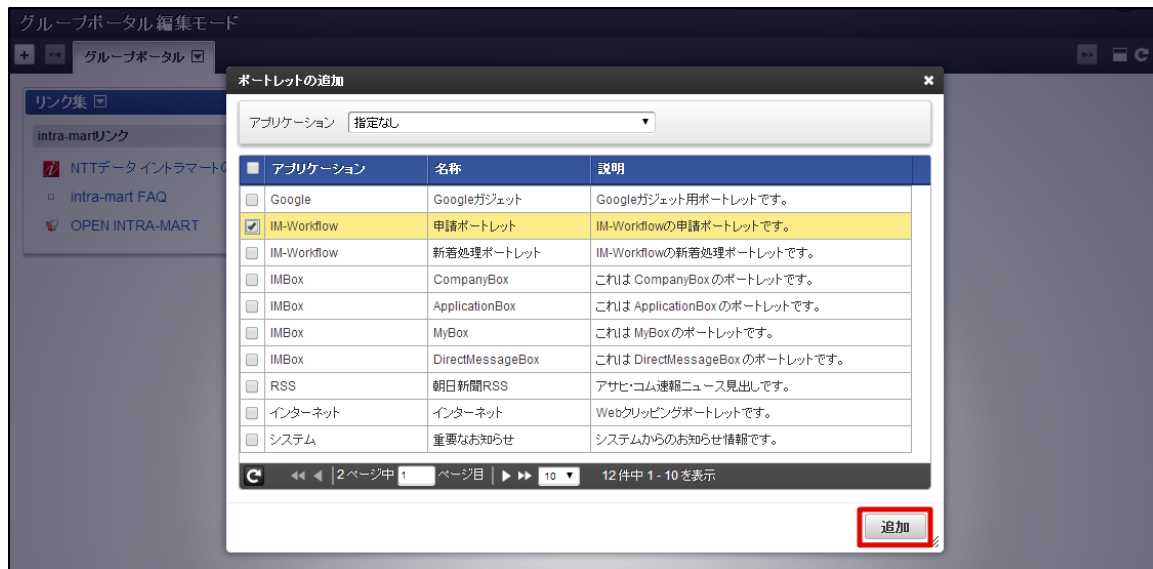 グループポータル 編集モード
グループポータル
リンク集
intra-martリンク
NTTデータ イントラマートの
intra-mart FAQ
OPEN INTRA-MART
ポートレットの追加
アプリケーション 指定なし
アプリケーション 名称 説明
Google Googleガジェット Googleガジェット用ポートレットです。
IM-Workflow 申請ポートレット IM-Workflowの申請ポートレットです。
IM-Workflow 新着処理ポートレット IM-Workflowの新着処理ポートレットです。
IMBox CompanyBox これは CompanyBox のポートレットです。
IMBox ApplicationBox これは ApplicationBox のポートレットです。
IMBox MyBox これは MyBox のポートレットです。
IMBox DirectMessageBox これは DirectMessageBox のポートレットです。
RSS 朝日新聞RSS アサヒ・コム速報ニュース見出しです。
インターネット インターネット Webクリッピングポートレットです。
システム 重要なお知らせ システムからのお知らせ情報です。
2 ページ中 1 ページ目 10 12 件中 1 - 10 を表示
追加